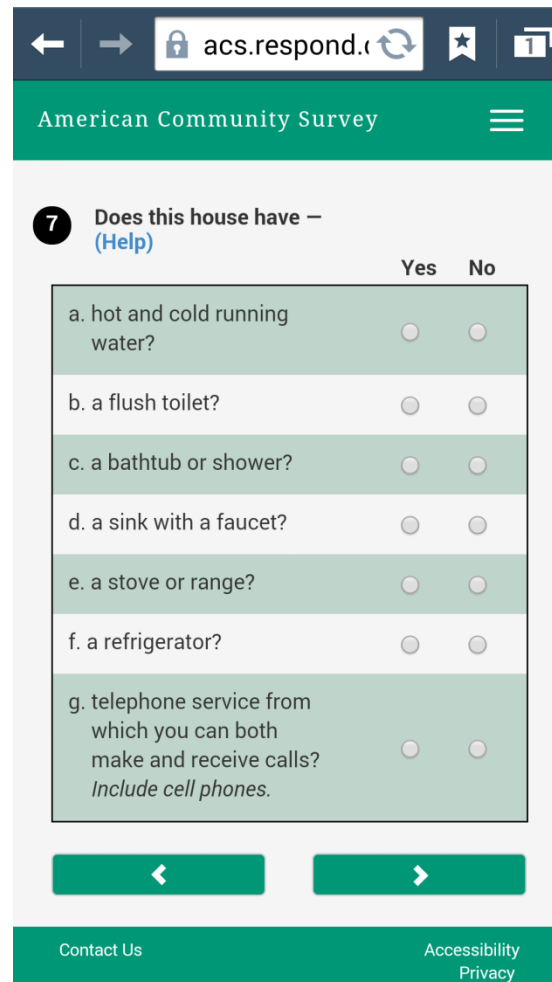 acs.respond.
1
American Community Survey
7 Does this house have —
(Help)
Yes No
a. hot and cold running
water?
b. a flush toilet?
c. a bathtub or shower?
d. a sink with a faucet?
e. a stove or range?
f. a refrigerator?
g. telephone service from
which you can both
make and receive calls?
Include cell phones.
Contact Us Accessibility
Privacy